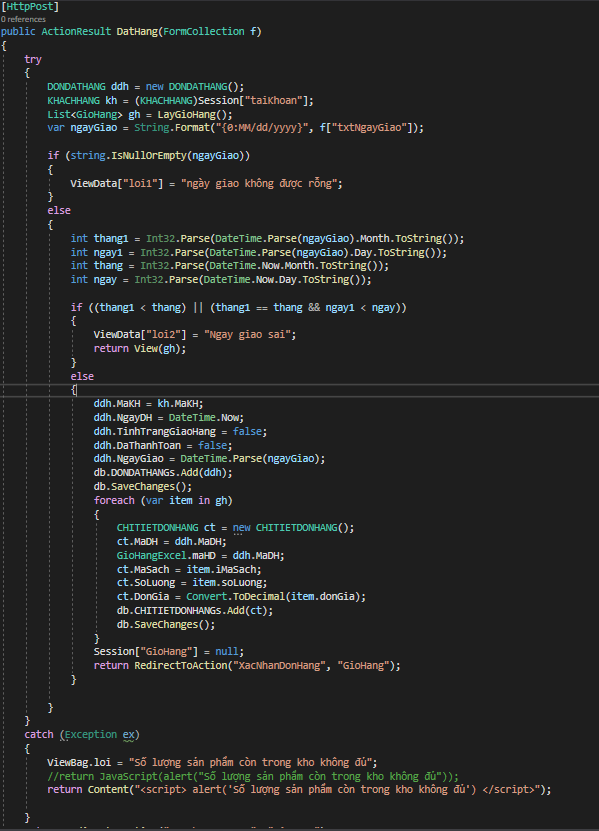 [HttpPost]
0 references
public ActionResult DatHang(FormCollection f)
{
    try
    {
        DONDATHANG ddh = new DONDATHANG();
        KHACHHANG kh = (KHACHHANG)Session["taiKhoan"];
        List<GioHang> gh = LayGioHang();
        var ngayGiao = String.Format("{0:MM/dd/yyyy}", f["txtNgayGiao"]);

        if (string.IsNullOrEmpty(ngayGiao))
        {
            ViewData["loi1"] = "ngày giao không được rỗng";
        }
        else
        {
            int thang1 = Int32.Parse(DateTime.Parse(ngayGiao).Month.ToString());
            int ngay1 = Int32.Parse(DateTime.Parse(ngayGiao).Day.ToString());
            int thang = Int32.Parse(DateTime.Now.Month.ToString());
            int ngay = Int32.Parse(DateTime.Now.Day.ToString());

            if ((thang1 < thang) || (thang1 == thang && ngay1 < ngay))
            {
                ViewData["loi2"] = "Ngay giao sai";
                return View(gh);
            }
            else
            {
                ddh.MaKH = kh.MaKH;
                ddh.NgayDH = DateTime.Now;
                ddh.TinhTrangGiaoHang = false;
                ddh.DaThanhToan = false;
                ddh.NgayGiao = DateTime.Parse(ngayGiao);
                db.DONDATHANGs.Add(ddh);
                db.SaveChanges();
                foreach (var item in gh)
                {
                    CHITIETDONHANG ct = new CHITIETDONHANG();
                    ct.MaDH = ddh.MaDH;
                    GioHangExcel.maHD = ddh.MaDH;
                    ct.MaSach = item.iMaSach;
                    ct.SoLuong = item.soLuong;
                    ct.DonGia = Convert.ToDecimal(item.donGia);
                    db.CHITIETDONHANGs.Add(ct);
                    db.SaveChanges();
                }
                Session["GioHang"] = null;
                return RedirectToAction("XacNhanDonHang", "GioHang");
            }

        }
    }
    catch (Exception ex)
    {
        ViewBag.loi = "Số lượng sản phẩm còn trong kho không đủ";
        //return JavaScript(alert("Số lượng sản phẩm còn trong kho không đủ"));
        return Content("<script> alert('Số lượng sản phẩm còn trong kho không đủ') </script>");

    }